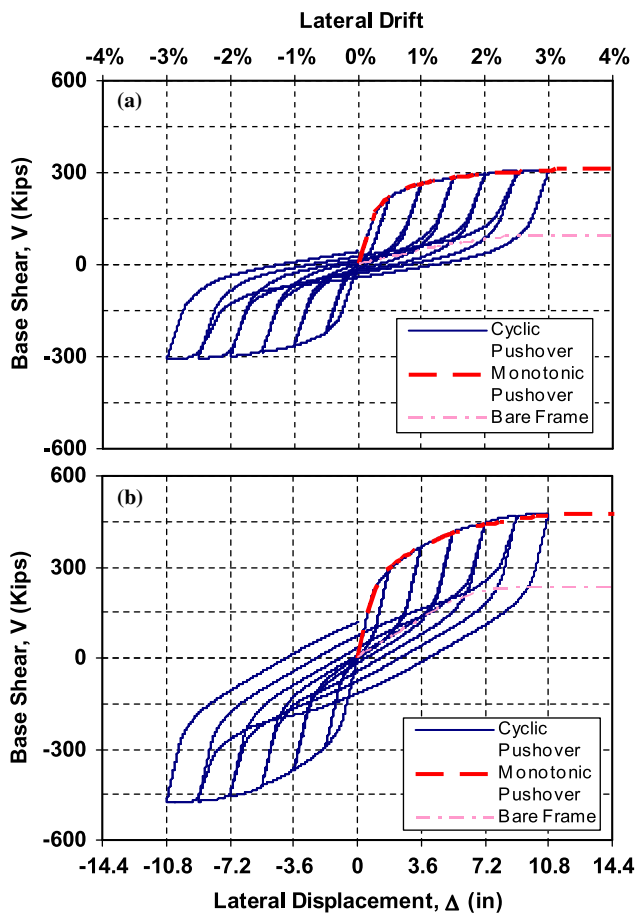 Lateral Drift
-4% -3% -2% -1% 0% 1% 2% 3% 4%
600
300
0
-300
-600
Base Shear, V (Kips)
(a)
Cyclic
Pushover
Monotonic
Pushover
Bare Frame
600
300
0
-300
-600
Base Shear, V (Kips)
(b)
Cyclic
Pushover
Monotonic
Pushover
Bare Frame
-14.4 -10.8 -7.2 -3.6 0 3.6 7.2 10.8 14.4
Lateral Displacement, Δ (in)